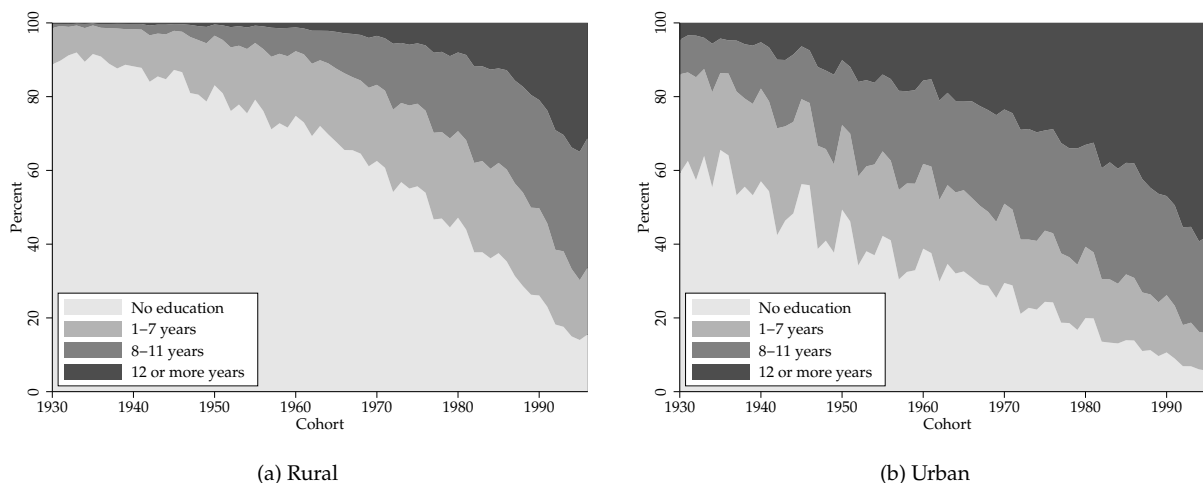 100
80
60
40
20
0
Percent
No education
1–7 years
8–11 years
12 or more years
1930 1940 1950 1960 1970 1980 1990
Cohort
(a) Rural
100
80
60
40
20
0
Percent
No education
1–7 years
8–11 years
12 or more years
1930 1940 1950 1960 1970 1980 1990
Cohort
(b) Urban